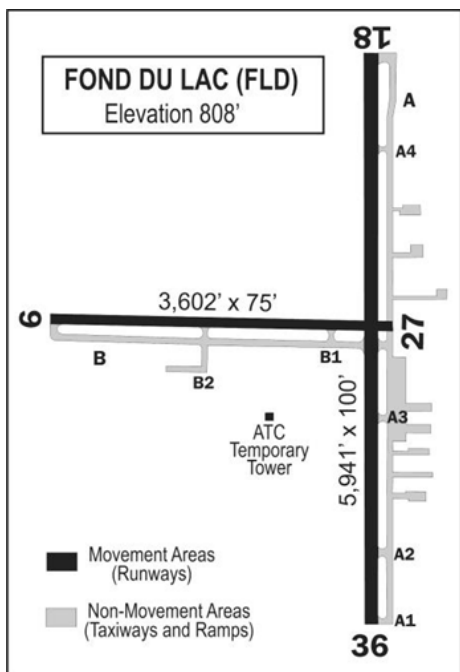 18
FOND DU LAC (FLD)
Elevation 808'
A
A4
3,602' x 75'
9
27
B
B1
B2
A3
ATC
Temporary
Tower
5,941' x 100'
Movement Areas
(Runways)
A2
Non-Movement Areas
(Taxiways and Ramps)
A1
36